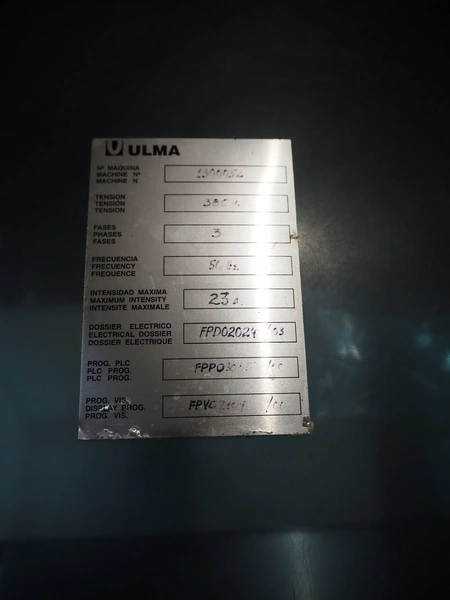 ULMA
Nº MAQUINA
MACHINE Nº
MACHINE N
TENSION
TENSIÓN
TENSION
FASES
PHASES
FASES
3
FRECUENCIA
FREQUENCY
FREQUENCE
INTENSIDAD MAXIMA
MAXIMUM INTENSITY
INTENSITE MAXIMALE
23 a.
DOSSIER ELECTRICO
ELECTRICAL DOSSIER
DOSSIER ELECTRIQUE
FPD02024 /03
PROG. PLC
PLC PROG.
PLC PROG.
PROG. VIS.
DISPLAY PROG.
PROG. VIS.